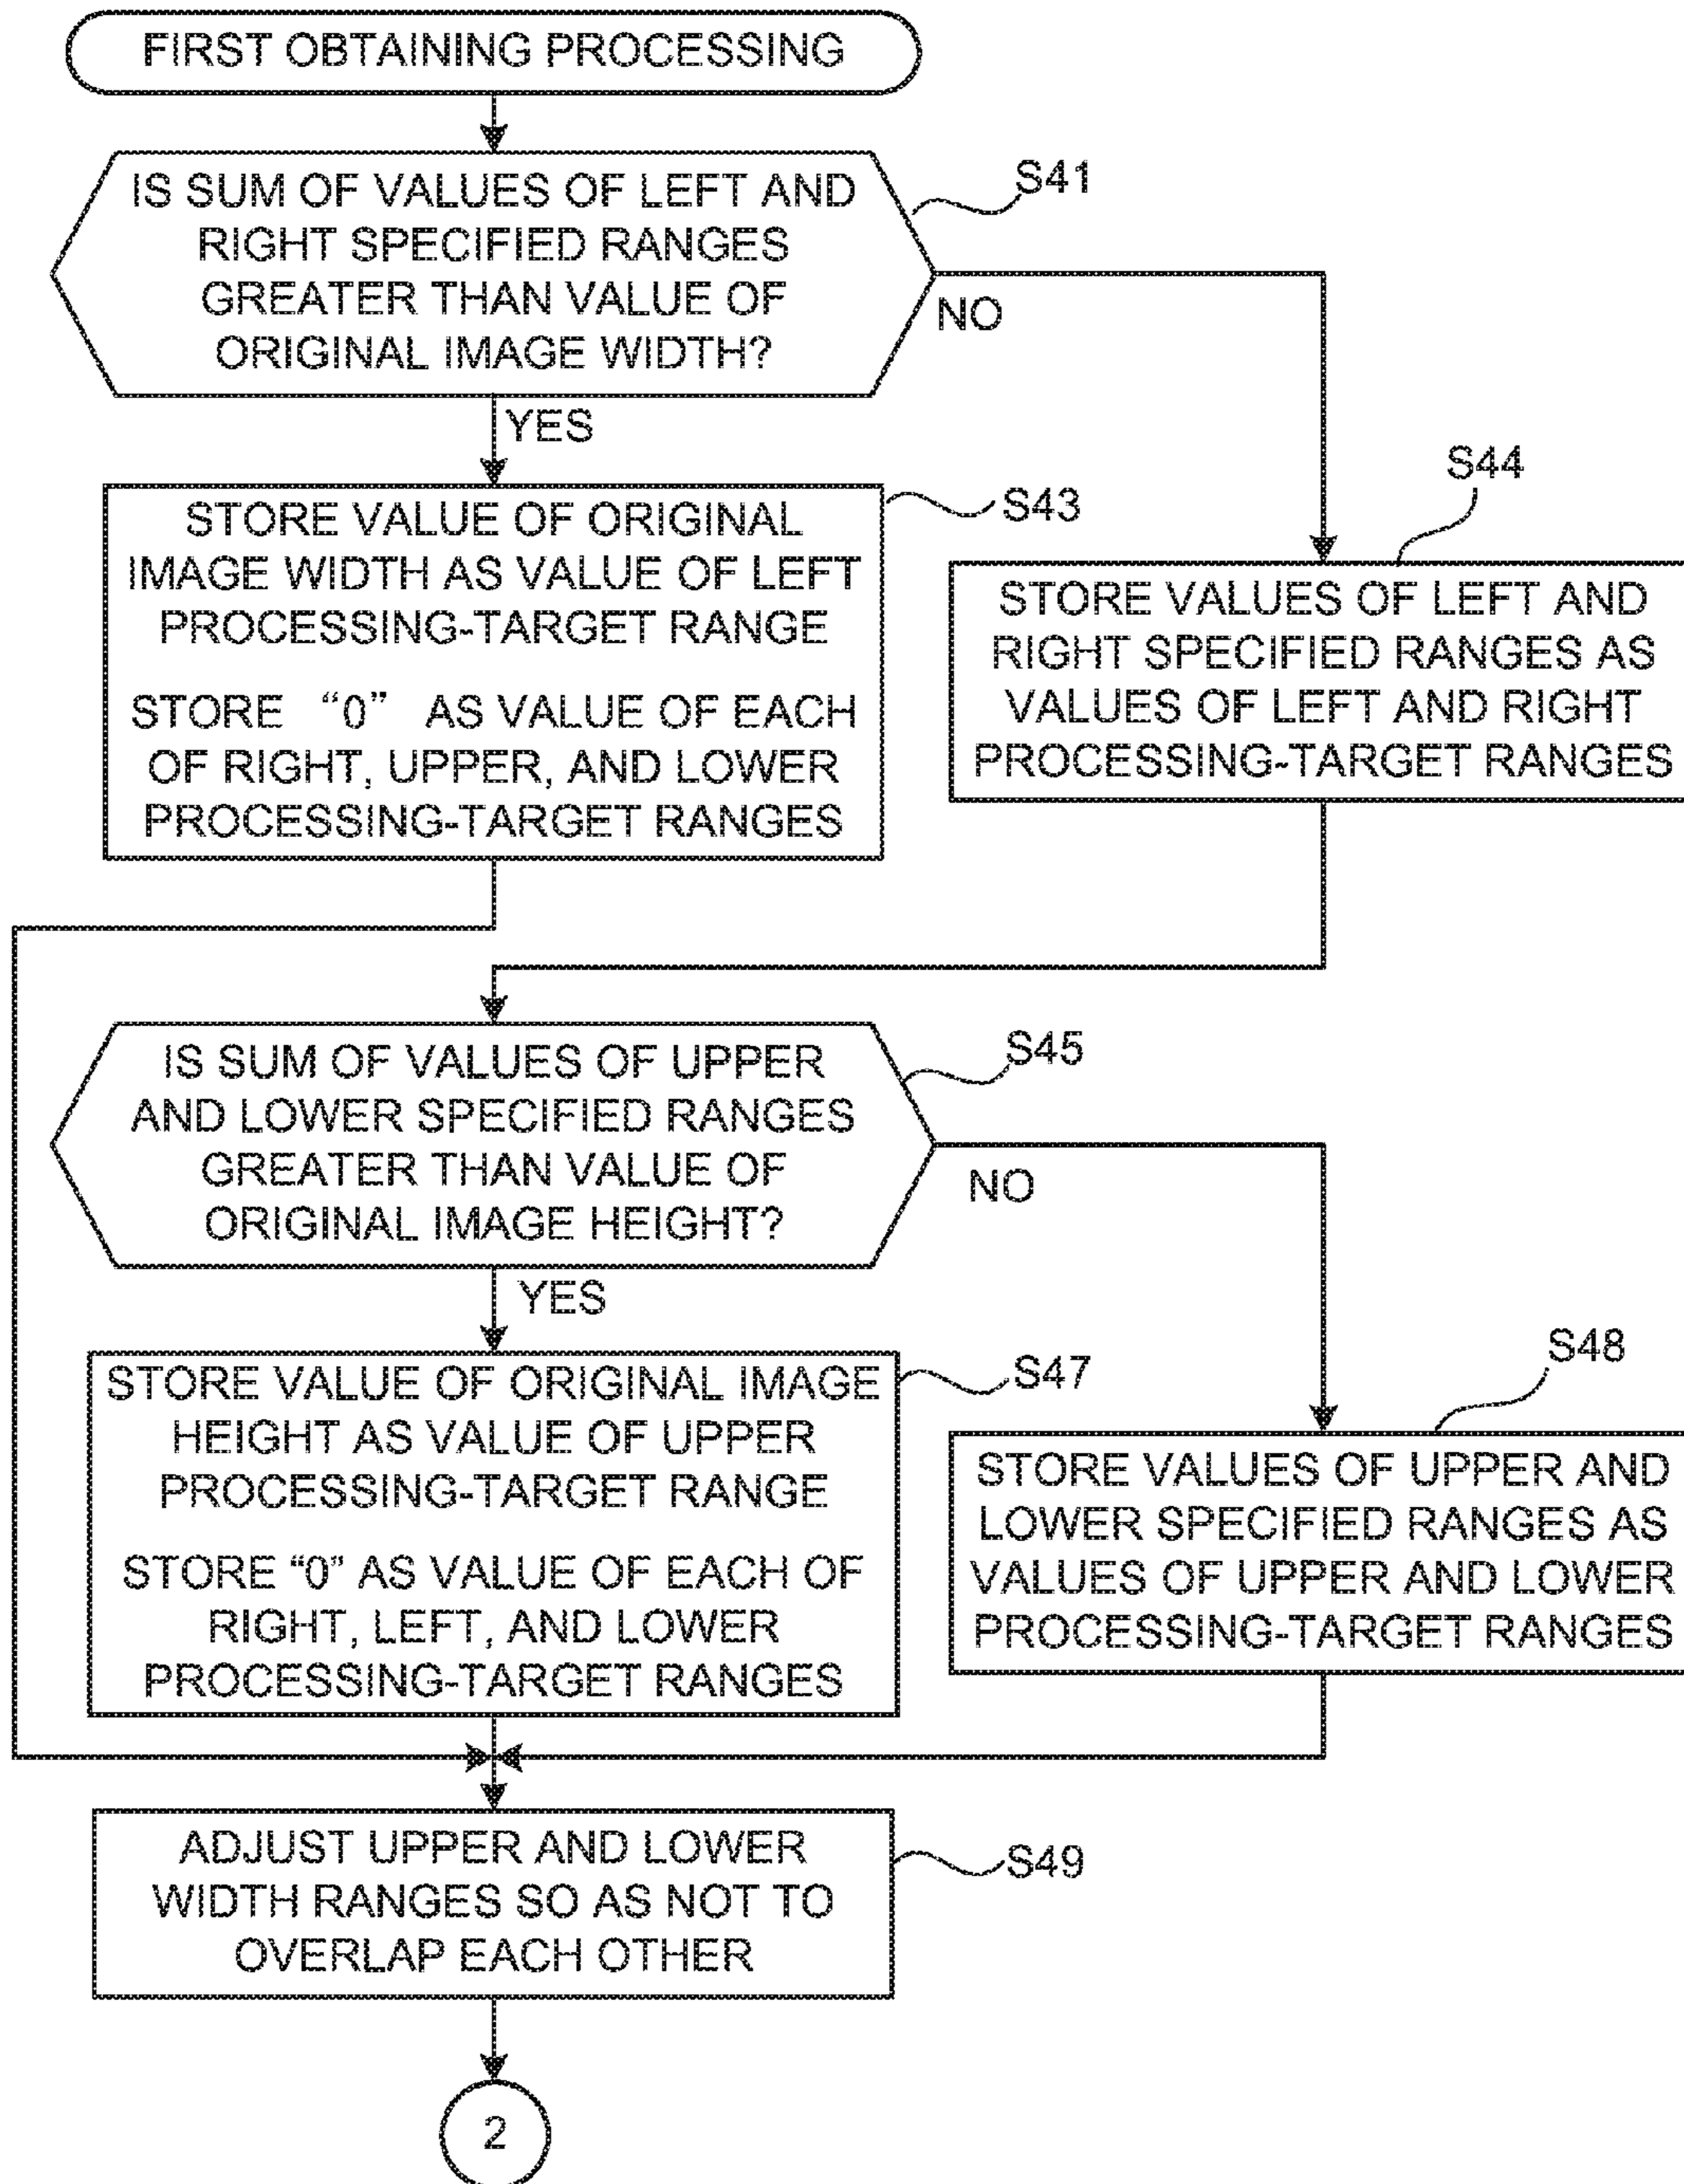 FIRST OBTAINING PROCESSING
IS SUM OF VALUES OF LEFT AND
RIGHT SPECIFIED RANGES
GREATER THAN VALUE OF
ORIGINAL IMAGE WIDTH?
S41
NO
YES
STORE VALUE OF ORIGINAL
IMAGE WIDTH AS VALUE OF LEFT
PROCESSING-TARGET RANGE
STORE “0” AS VALUE OF EACH
OF RIGHT, UPPER, AND LOWER
PROCESSING-TARGET RANGES
S43
S44
STORE VALUES OF LEFT AND
RIGHT SPECIFIED RANGES AS
VALUES OF LEFT AND RIGHT
PROCESSING-TARGET RANGES
IS SUM OF VALUES OF UPPER
AND LOWER SPECIFIED RANGES
GREATER THAN VALUE OF
ORIGINAL IMAGE HEIGHT?
S45
NO
YES
STORE VALUE OF ORIGINAL IMAGE
HEIGHT AS VALUE OF UPPER
PROCESSING-TARGET RANGE
STORE “0” AS VALUE OF EACH OF
RIGHT, LEFT, AND LOWER
PROCESSING-TARGET RANGES
S47
S48
STORE VALUES OF UPPER AND
LOWER SPECIFIED RANGES AS
VALUES OF UPPER AND LOWER
PROCESSING-TARGET RANGES
ADJUST UPPER AND LOWER
WIDTH RANGES SO AS NOT TO
OVERLAP EACH OTHER
S49
2